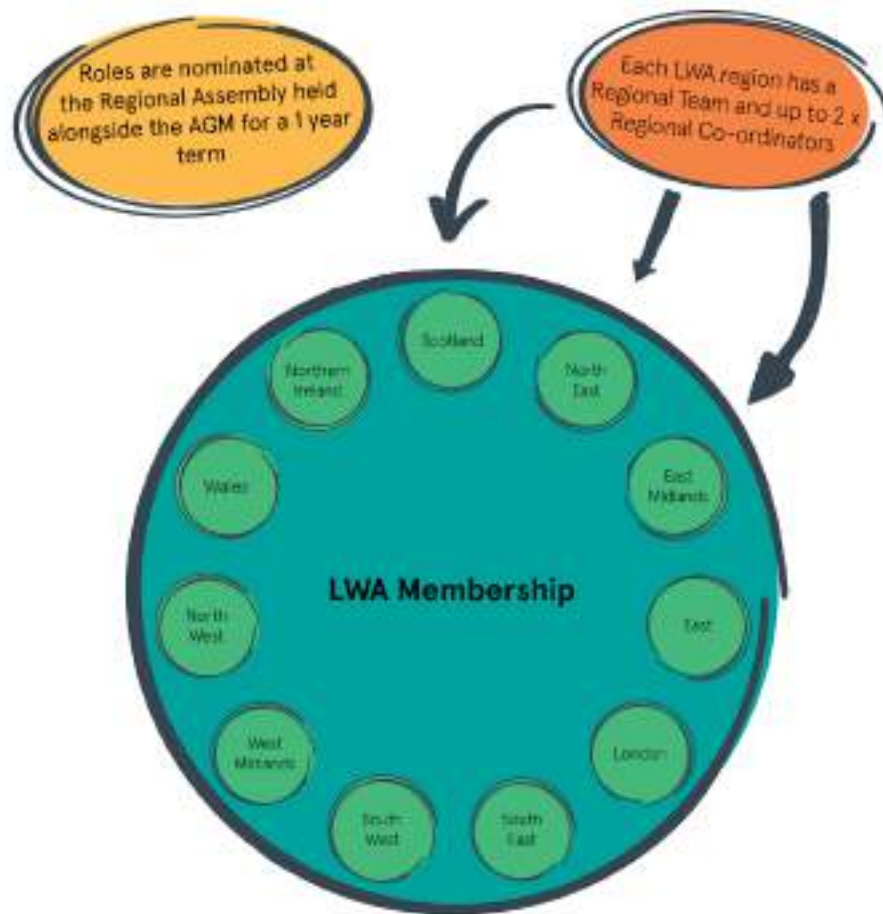 Roles are nominated at
the Regional Assembly held
alongside the AGM for a 1 year
term
Each LWA region has a
Regional Team and up to 2 x
Regional Co-ordinators
Scotland
Northern
Ireland
North
East
Wales
East
Midlands
LWA Membership
North
West
East
West
Midlands
London
South
West
South
East